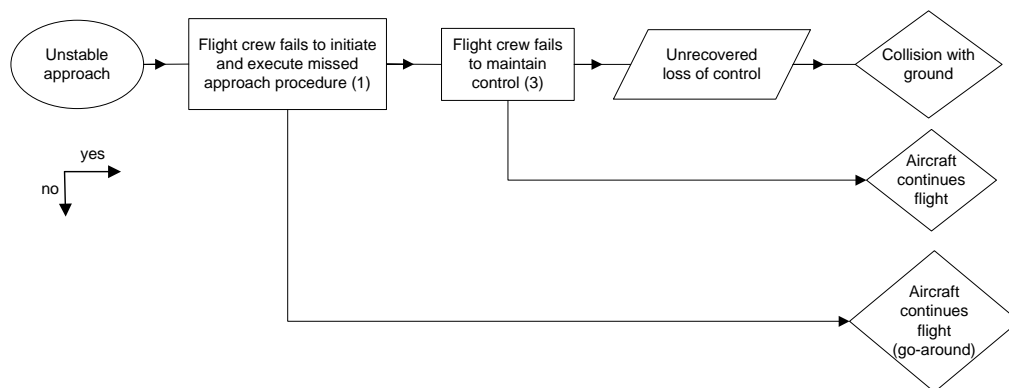 Unstable
approach
Flight crew fails to initiate
and execute missed
approach procedure (1)
Flight crew fails
to maintain
control (3)
Unrecovered
loss of control
Collision with
ground
yes
no
Aircraft
continues
flight
Aircraft
continues
flight
(go-around)